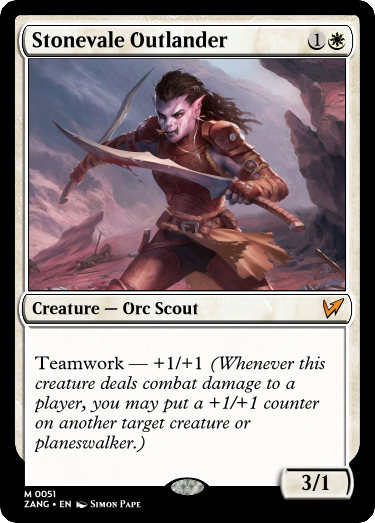 Stonevale Outlander 1
Creature — Orc Scout
Teamwork — +1/+1 (Whenever this
creature deals combat damage to a
player, you may put a +1/+1 counter
on another target creature or
planeswalker.)
3/1
M 0051
ZANG • EN Simon Pape